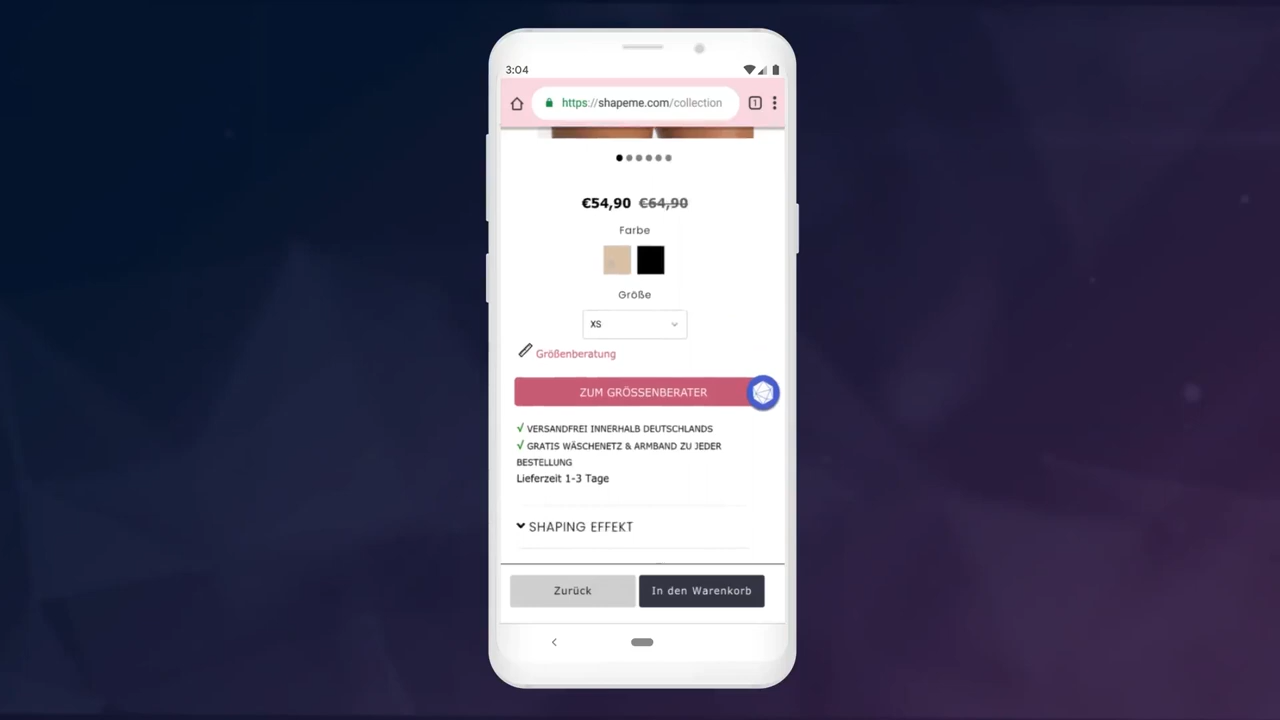 3:04
https://shapeme.com/collection
1
€54,90 €64,90
Farbe
Größe
XS
Größenberatung
ZUM GRÖSSENBERATER
√ VERSANDFREI INNERHALB DEUTSCHLANDS
√ GRATIS WÄSCHENETZ & ARMBAND ZU JEDER
BESTELLUNG
Lieferzeit 1-3 Tage
SHAPING EFFEKT
Zurück
In den Warenkorb